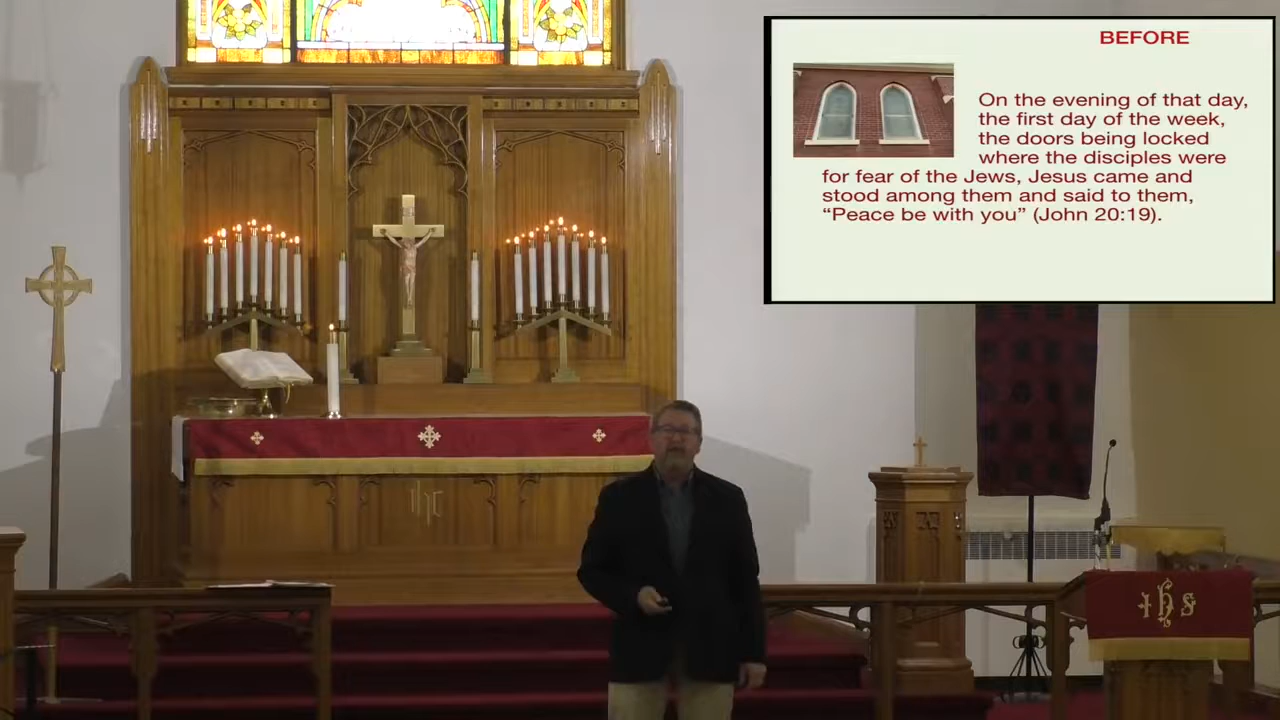 BEFORE
On the evening of that day,
the first day of the week,
the doors being locked
where the disciples were
for fear of the Jews, Jesus came and
stood among them and said to them,
“Peace be with you” (John 20:19).
ihc
ihs